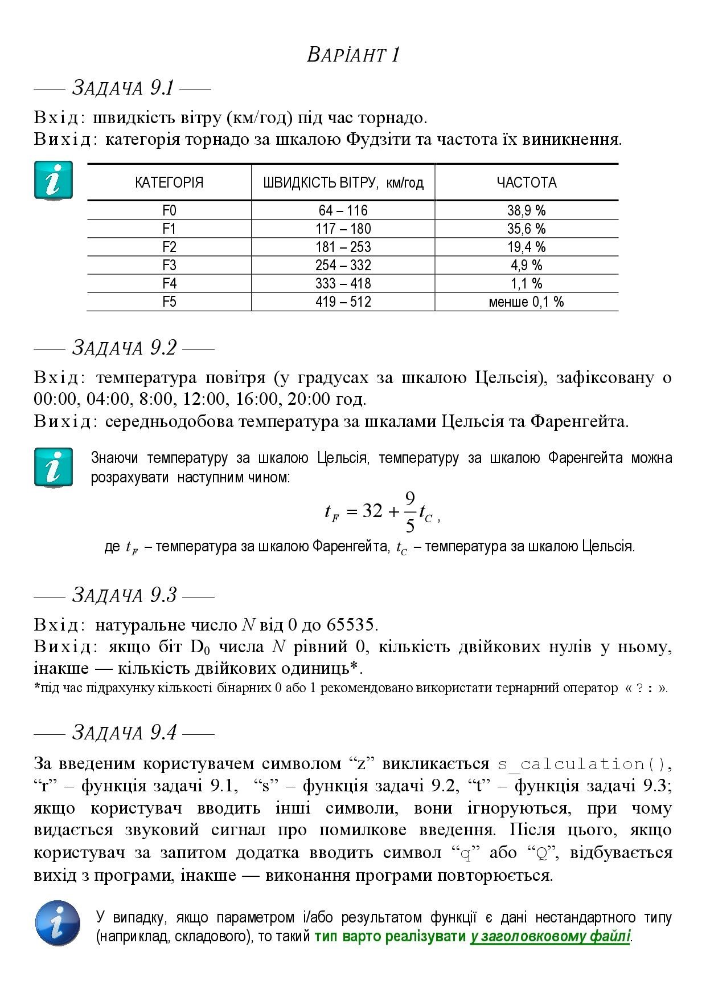 ВАРІАНТ 1
ЗАДАЧА 9.1
Вхід: швидкість вітру (км/год) під час торнадо.
Вихід: категорія торнадо за шкалою Фудзіти та частота їх виникнення.
КАТЕГОРІЯ ШВИДКІСТЬ ВІТРУ, км/год ЧАСТОТА
F0 64 – 116 38,9 %
F1 117 – 180 35,6 %
F2 181 – 253 19,4 %
F3 254 – 332 4,9 %
F4 333 – 418 1,1 %
F5 419 – 512 менше 0,1 %
ЗАДАЧА 9.2
Вхід: температура повітря (у градусах за шкалою Цельсія), зафіксовану о
00:00, 04:00, 8:00, 12:00, 16:00, 20:00 год.
Вихід: середньодобова температура за шкалами Цельсія та Фаренгейта.
Знаючи температуру за шкалою Цельсія, температуру за шкалою Фаренгейта можна
розрахувати наступним чином:
t_F = 32 + 9/5 t_C ,
де t_F – температура за шкалою Фаренгейта, t_C – температура за шкалою Цельсія.
ЗАДАЧА 9.3
Вхід: натуральне число N від 0 до 65535.
Вихід: якщо біт D₀ числа N рівний 0, кількість двійкових нулів у ньому,
інакше — кількість двійкових одиниць*.
*під час підрахунку кількості бінарних 0 або 1 рекомендовано використати тернарний оператор « ? : ».
ЗАДАЧА 9.4
За введеним користувачем символом “z” викликається s_calculation(),
“r” – функція задачі 9.1, “s” – функція задачі 9.2, “t” – функція задачі 9.3;
якщо користувач вводить інші символи, вони ігноруються, при чому
видається звуковий сигнал про помилкове введення. Після цього, якщо
користувач за запитом додатка вводить символ “q” або “Q”, відбувається
вихід з програми, інакше — виконання програми повторюється.
У випадку, якщо параметром і/або результатом функції є дані нестандартного типу
(наприклад, складового), то такий тип варто реалізувати у заголовковому файлі.